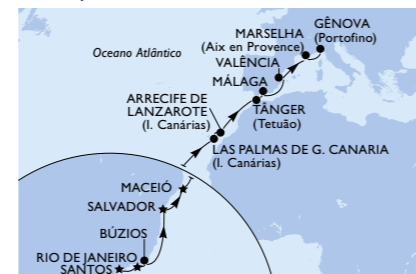 GÊNOVA
(Portofino)
MARSELHA
(Aix en Provence)
Oceano Atlântico
VALÊNCIA
MÁLAGA
ARRECIFE DE
LANZAROTE
(I. Canárias)
TÂNGER
(Tetuão)
LAS PALMAS DE G. CANARIA
(I. Canárias)
MACEIÓ
SALVADOR
BÚZIOS
RIO DE JANEIRO
SANTOS